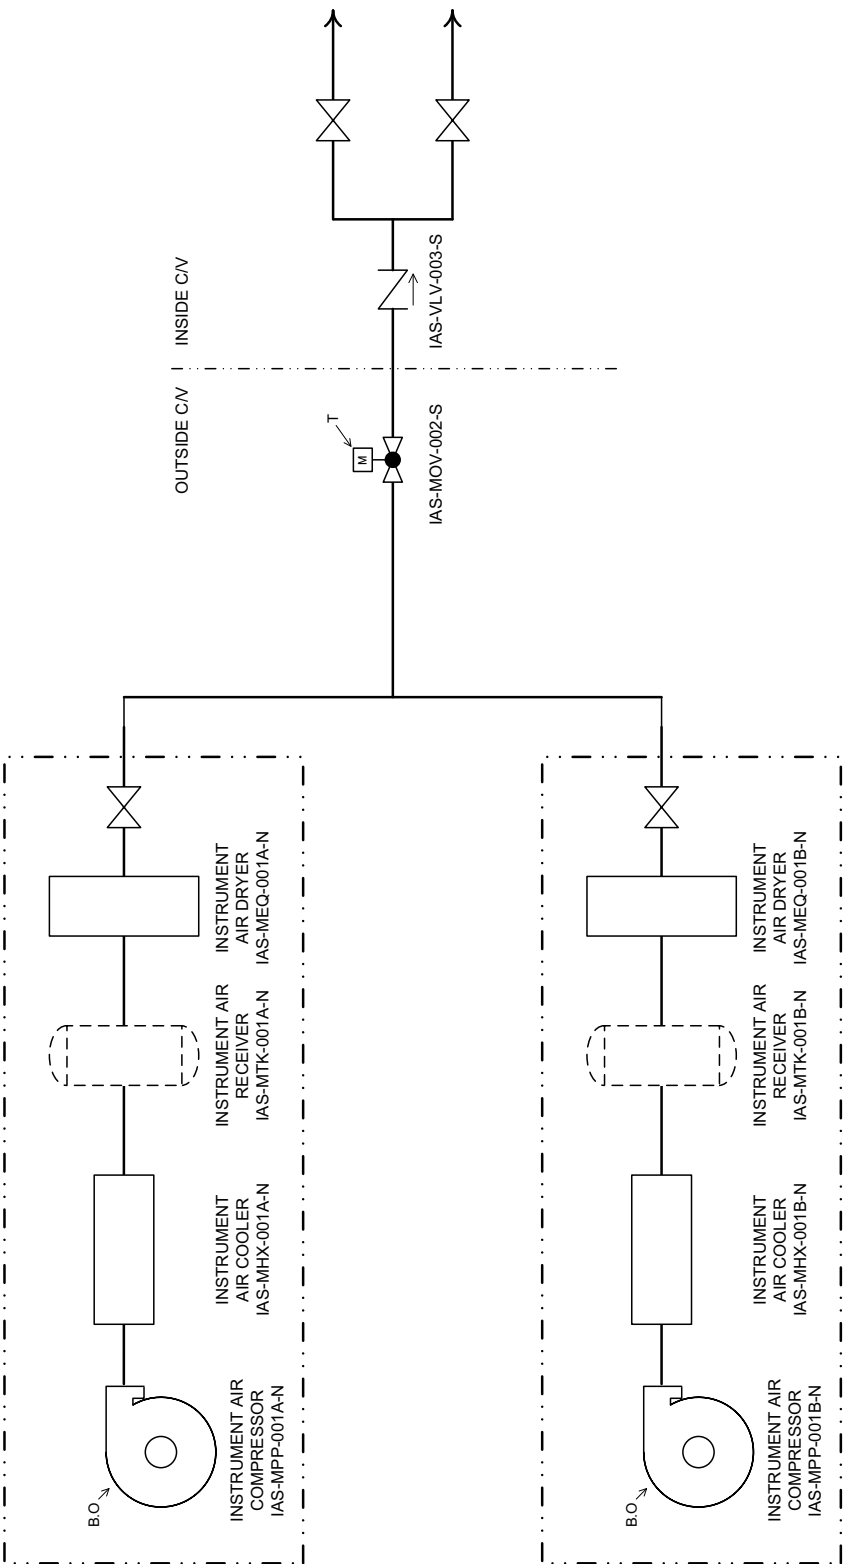 INSIDE C/V
IAS-VLV-003-S
OUTSIDE C/V
T
M
IAS-MOV-002-S
INSTRUMENT
AIR DRYER
IAS-MEQ-001A-N
INSTRUMENT AIR
RECEIVER
IAS-MTK-001A-N
INSTRUMENT
AIR COOLER
IAS-MHX-001A-N
B.O
INSTRUMENT AIR
COMPRESSOR
IAS-MPP-001A-N
INSTRUMENT
AIR DRYER
IAS-MEQ-001B-N
INSTRUMENT AIR
RECEIVER
IAS-MTK-001B-N
INSTRUMENT
AIR COOLER
IAS-MHX-001B-N
B.O
INSTRUMENT AIR
COMPRESSOR
IAS-MPP-001B-N